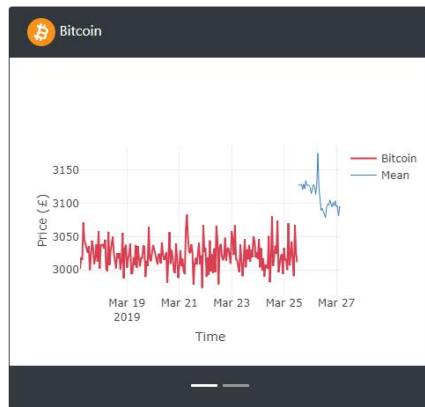 Bitcoin
Bitcoin
Mean
3150
3100
3050
3000
Price (£)
Mar 19 Mar 21 Mar 23 Mar 25 Mar 27
2019
Time